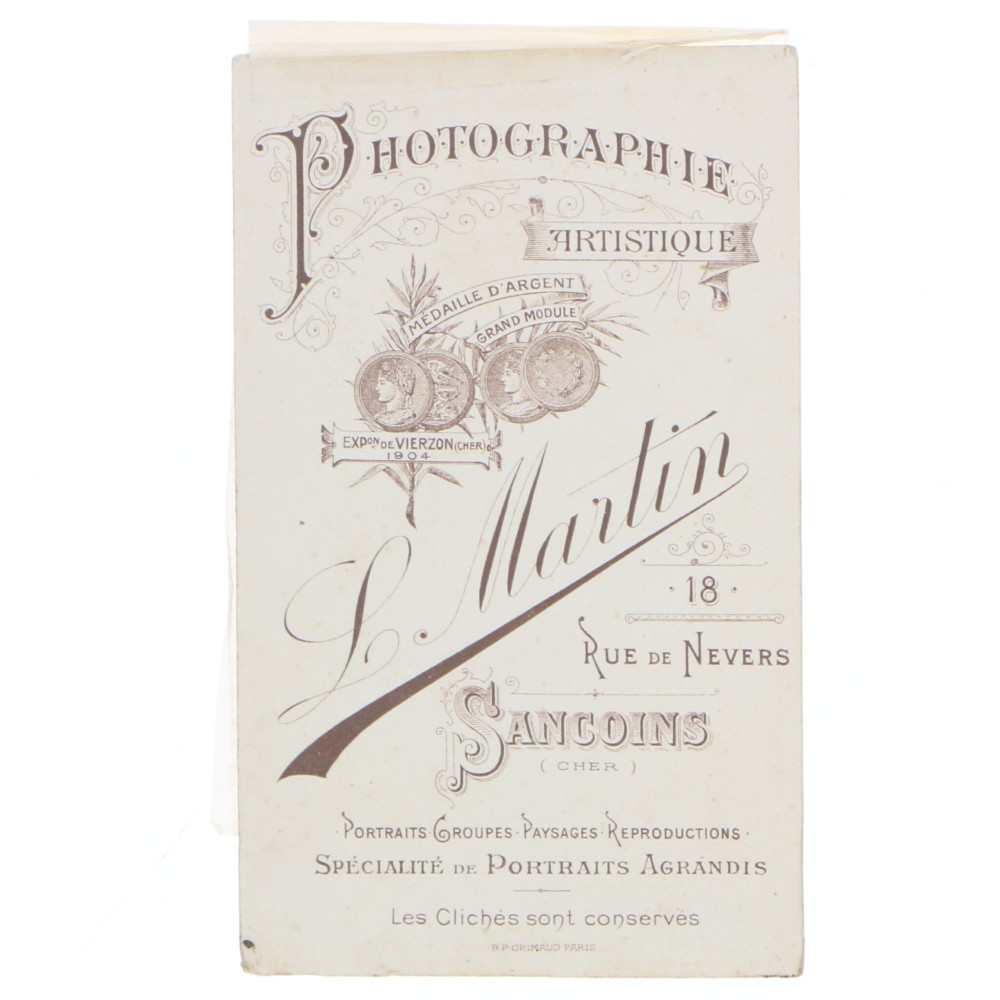 PHOTOGRAPHIE
ARTISTIQUE
MÉDAILLE D'ARGENT
GRAND MODULE
EXPon DE VIERZON (CHER)
1904
L Martin
· 18 ·
RUE DE NEVERS
SANCOINS
( CHER )
· PORTRAITS · GROUPES · PAYSAGES · REPRODUCTIONS ·
SPÉCIALITÉ DE PORTRAITS AGRANDIS
Les Clichés sont conservés
B.P. GRIMAUD PARIS